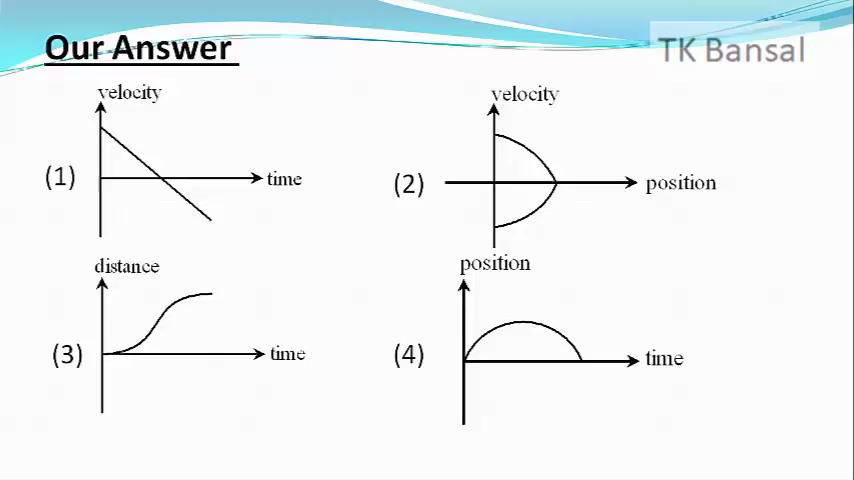 Our Answer
TK Bansal
velocity
(1)
time
velocity
(2)
position
distance
(3)
time
position
(4)
time